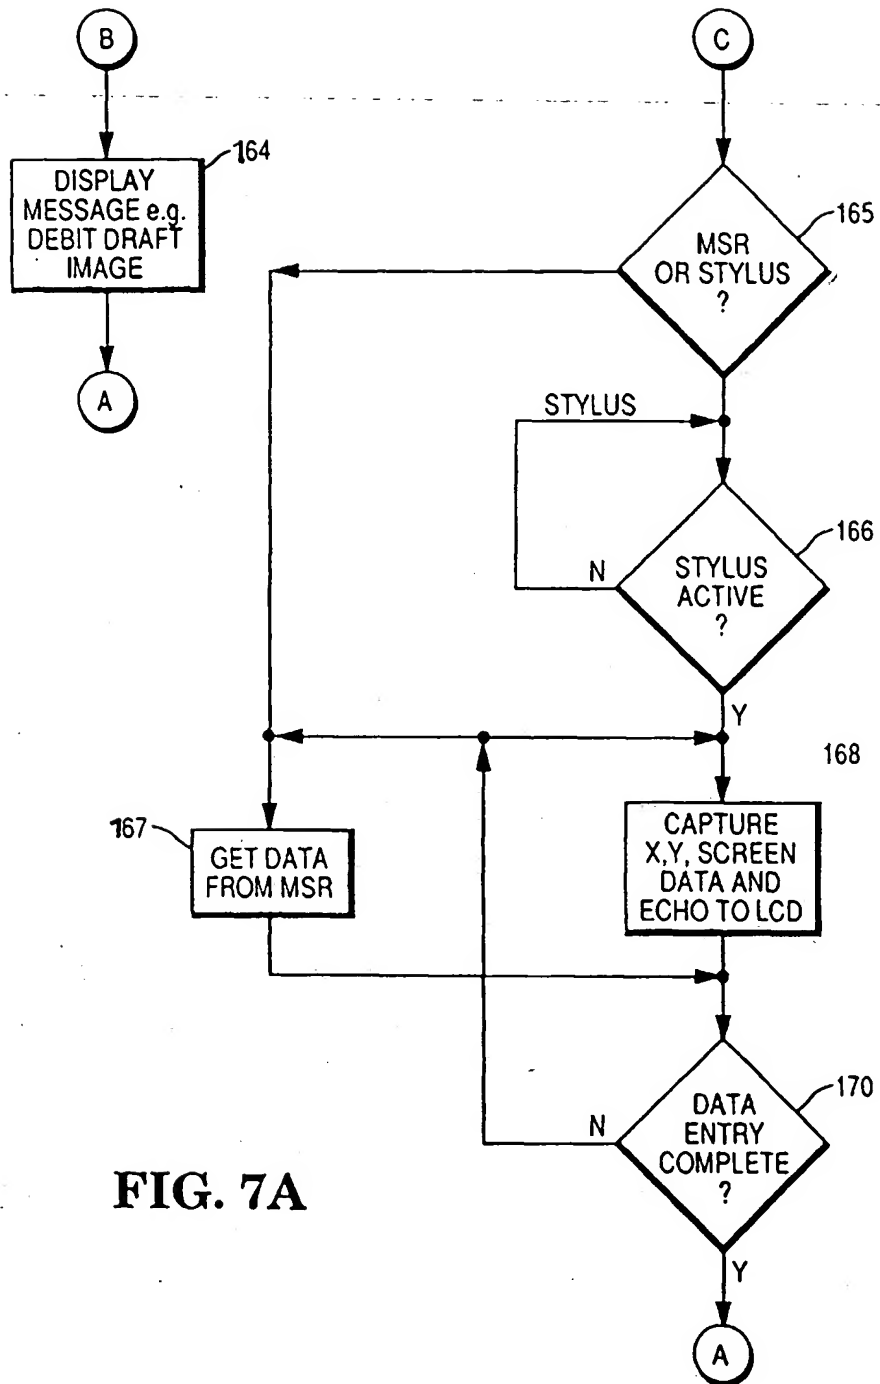 B
C
164
DISPLAY
MESSAGE e.g.
DEBIT DRAFT
IMAGE
A
165
MSR
OR STYLUS
?
STYLUS
166
N
STYLUS
ACTIVE
?
Y
168
167
GET DATA
FROM MSR
CAPTURE
X,Y, SCREEN
DATA AND
ECHO TO LCD
170
N
DATA
ENTRY
COMPLETE
?
Y
FIG. 7A
A